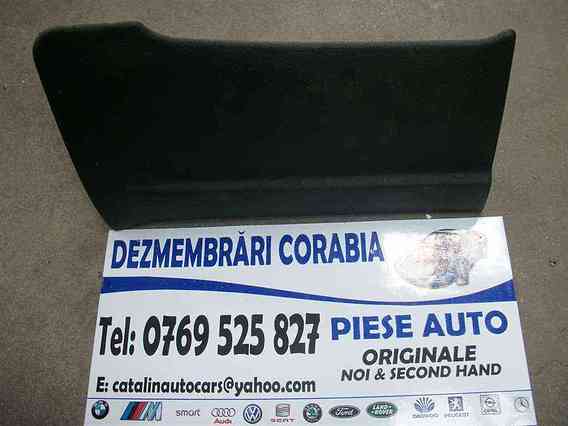 DEZMEMBRĂRI CORABIA
Tel: 0769 525 827
PIESE AUTO
ORIGINALE
NOI & SECOND HAND
E: catalinautocars@yahoo.com
M smart Audi SEAT Ford LAND ROVER DAEWOO PEUGEOT OPEL